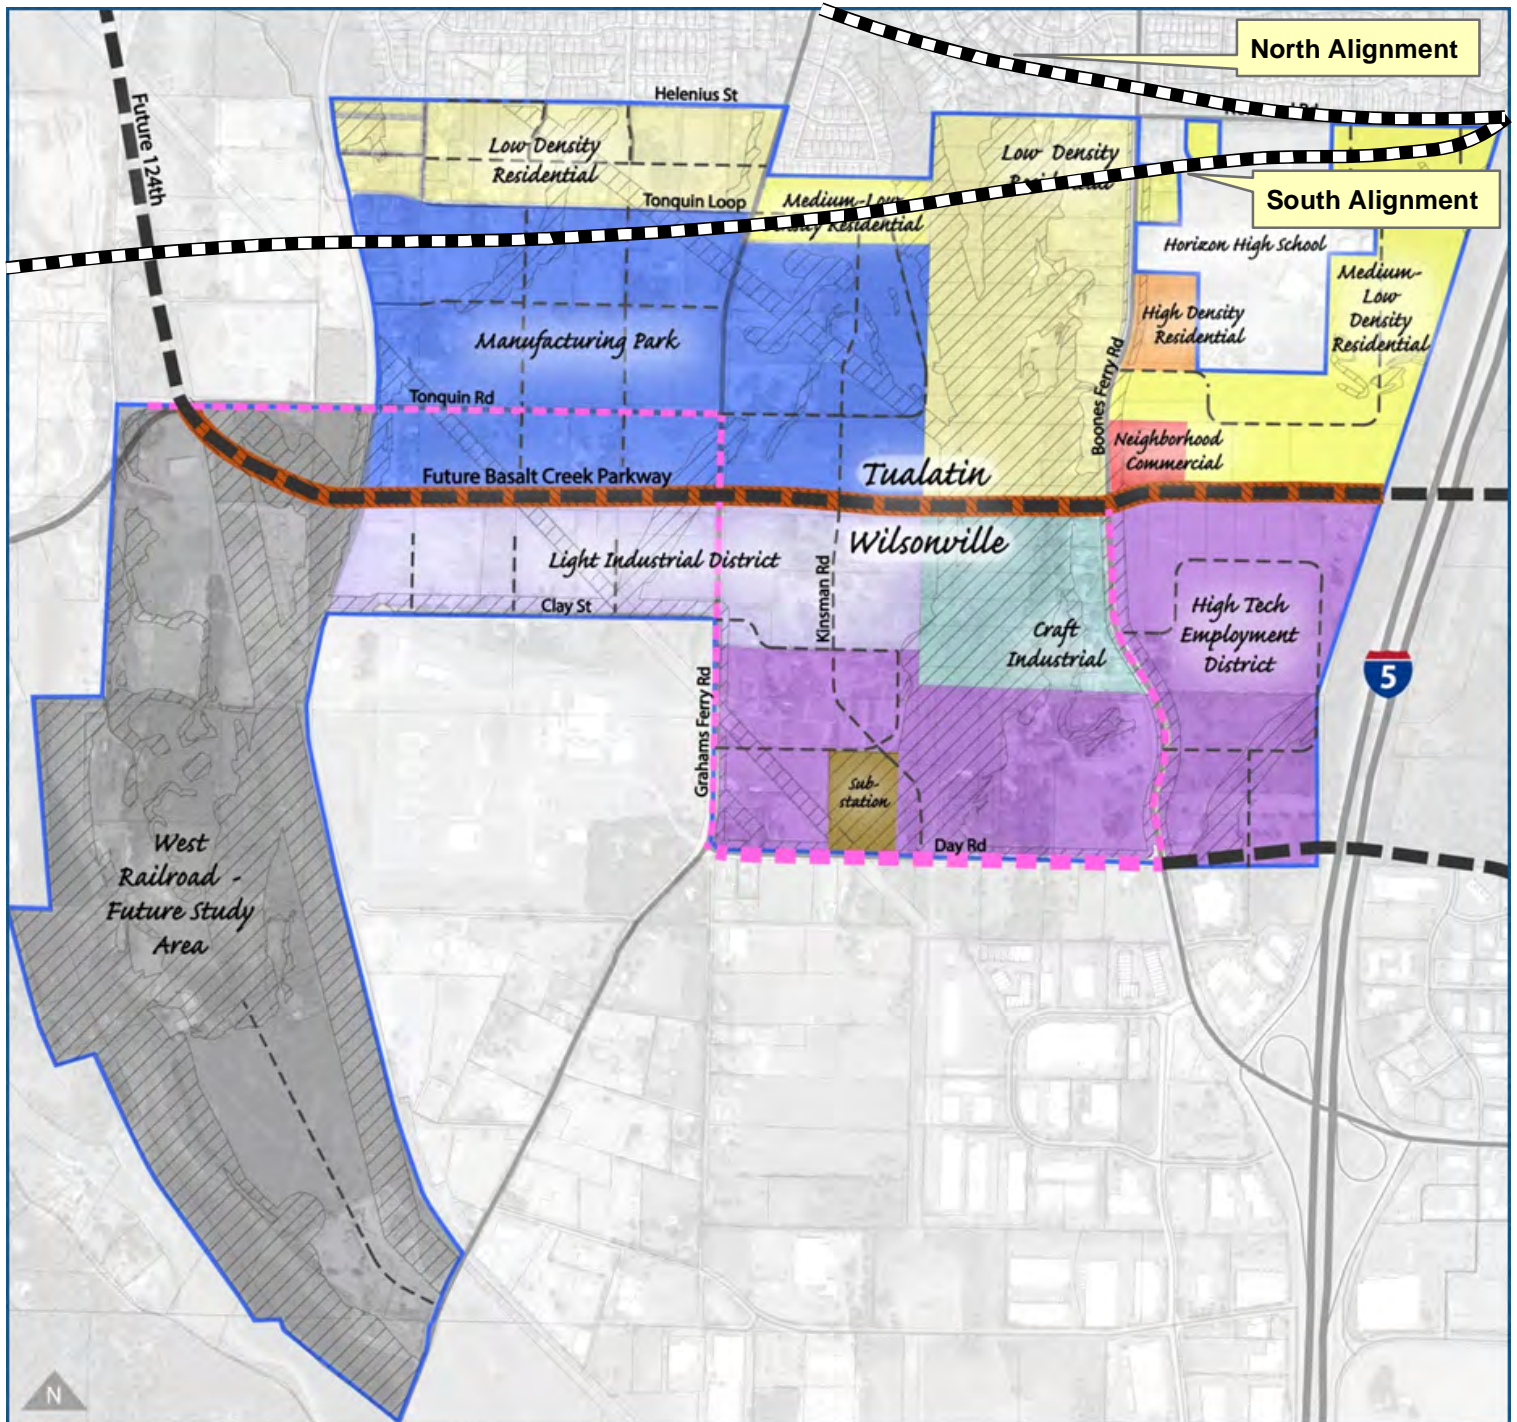 North Alignment
Helenius St
Future 124th
Low Density
Residential
Low Density
Tonquin Loop
Medium-Low
Residential
South Alignment
Horizon High School
Medium-
Low
Density
Residential
High Density
Residential
Manufacturing Park
Boones Ferry Rd
Tonquin Rd
Neighborhood
Commercial
Future Basalt Creek Parkway
Tualatin
Wilsonville
Light Industrial District
Kinsman Rd
Clay St
High Tech
Employment
District
Craft
Industrial
5
Grahams Ferry Rd
Sub-
station
Day Rd
West
Railroad -
Future Study
Area
N